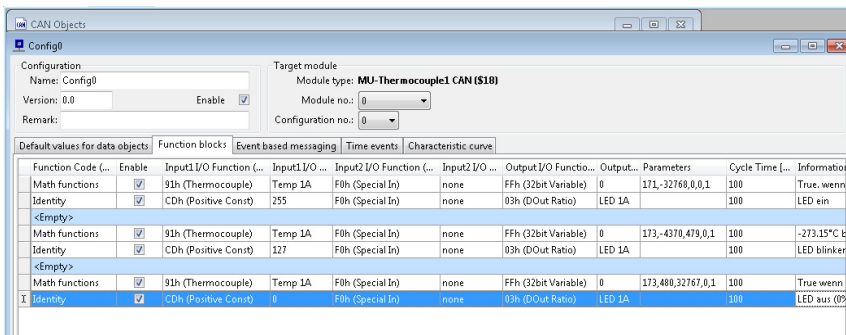 CAN Objects
Config0
Configuration
Target module
Name: Config0
Module type: MU-Thermocouple1 CAN ($18)
Version: 0.0 Enable
Module no.: 0
Remark:
Configuration no.: 0
Default values for data objects Function blocks Event based messaging Time events Characteristic curve
Function Code (... Enable Input1 I/O Function (... Input1 I/O ... Input2 I/O Function (... Input2 I/O ... Output I/O Functio... Output... Parameters Cycle Time [... Information
Math functions 91h (Thermocouple) Temp 1A F0h (Special In) none FFh (32bit Variable) 0 171,-32768,0,0,1 100 True. wenn
Identity CDh (Positive Const) 255 F0h (Special In) none 03h (DOut Ratio) LED 1A 100 LED ein
<Empty>
Math functions 91h (Thermocouple) Temp 1A F0h (Special In) none FFh (32bit Variable) 0 173,-4370,479,0,1 100 -273.15°C b
Identity CDh (Positive Const) 127 F0h (Special In) none 03h (DOut Ratio) LED 1A 100 LED blinken
<Empty>
Math functions 91h (Thermocouple) Temp 1A F0h (Special In) none FFh (32bit Variable) 0 173,480,32767,0,1 100 True wenn
Identity CDh (Positive Const) 0 F0h (Special In) none 03h (DOut Ratio) LED 1A 100 LED aus (0%